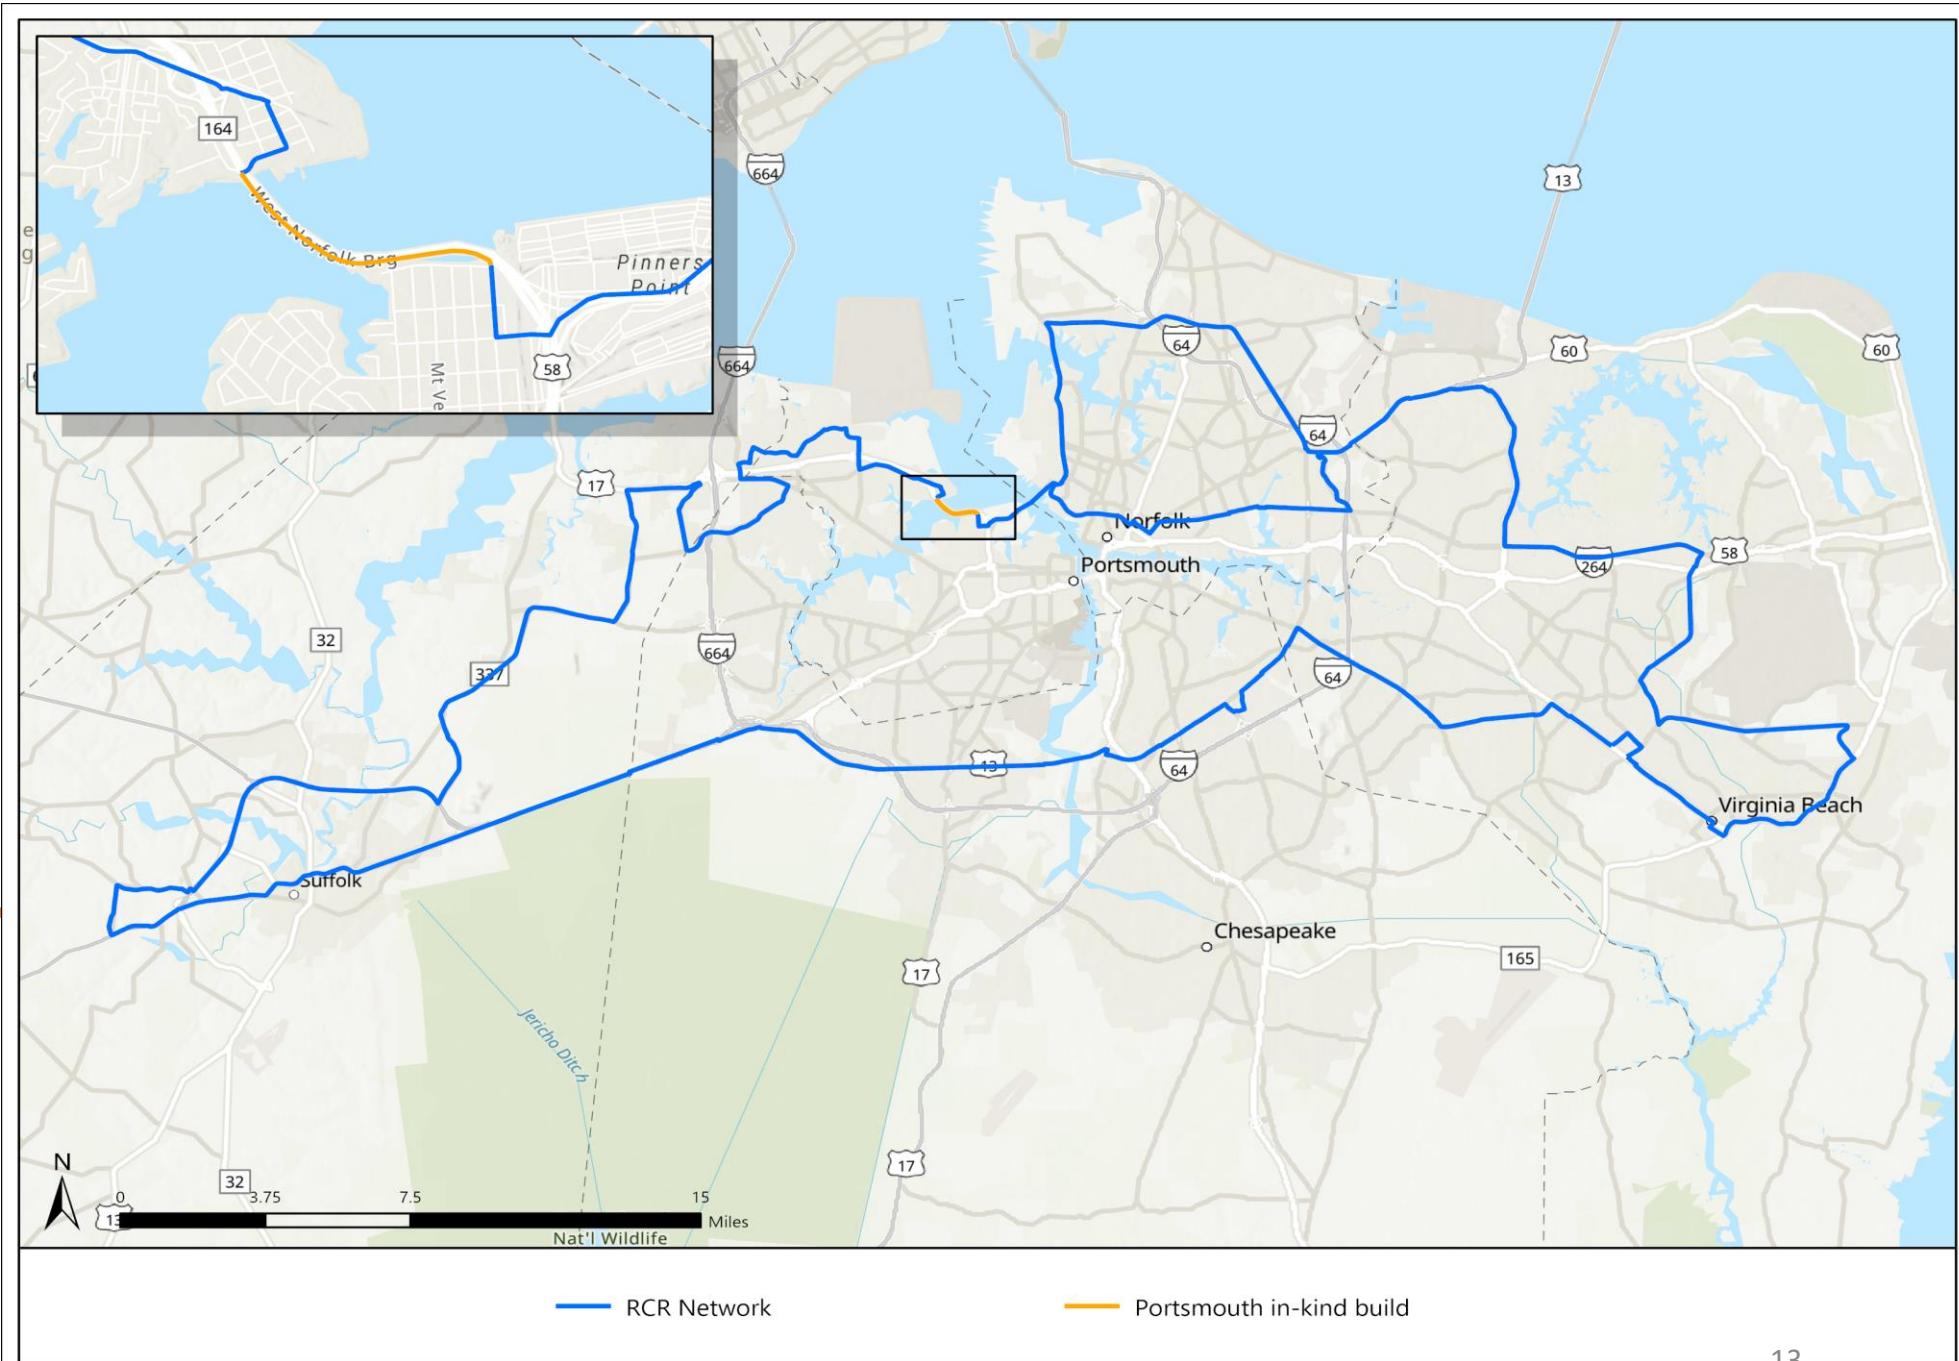 164
West Norfolk Brg
Pinners
Point
Mt Ve
58
e
g
664
13
664
64
60
60
64
17
Norfolk
58
264
Portsmouth
32
664
337
64
13
64
Virginia Beach
Suffolk
Chesapeake
165
17
Jericho Ditch
17
N
32
0
3.75
7.5
15
13
Miles
Nat'l Wildlife
RCR Network
Portsmouth in-kind build
13